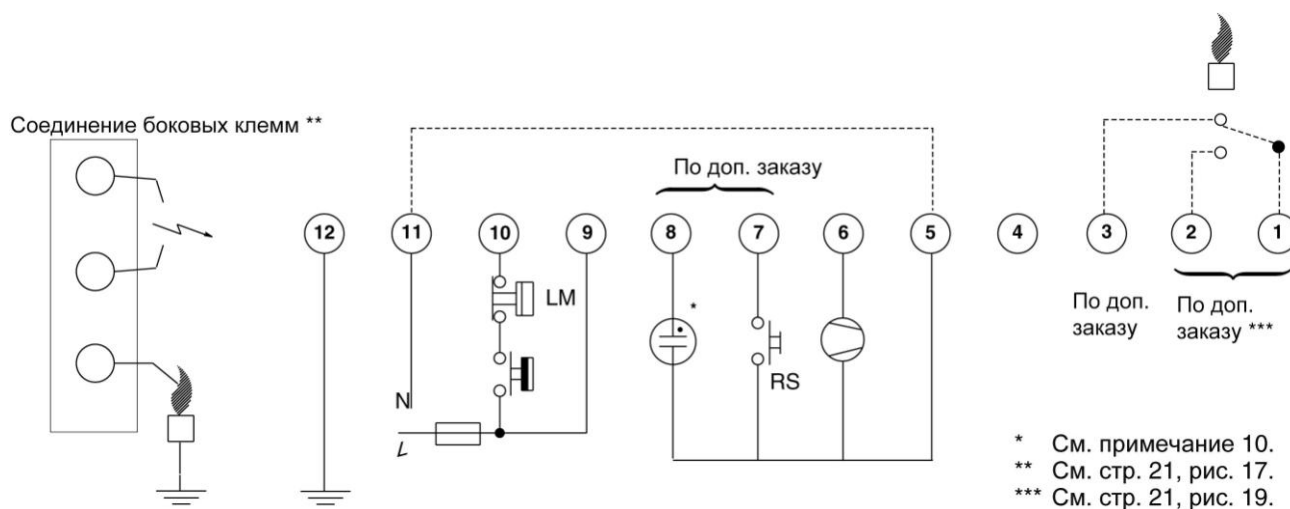 Соединение боковых клемм **
По доп. заказу
12 11 10 9 8 7 6 5 4 3 2 1
LM
*
RS
N
L
По доп.
заказу
По доп.
заказу ***
* См. примечание 10.
** См. стр. 21, рис. 17.
*** См. стр. 21, рис. 19.